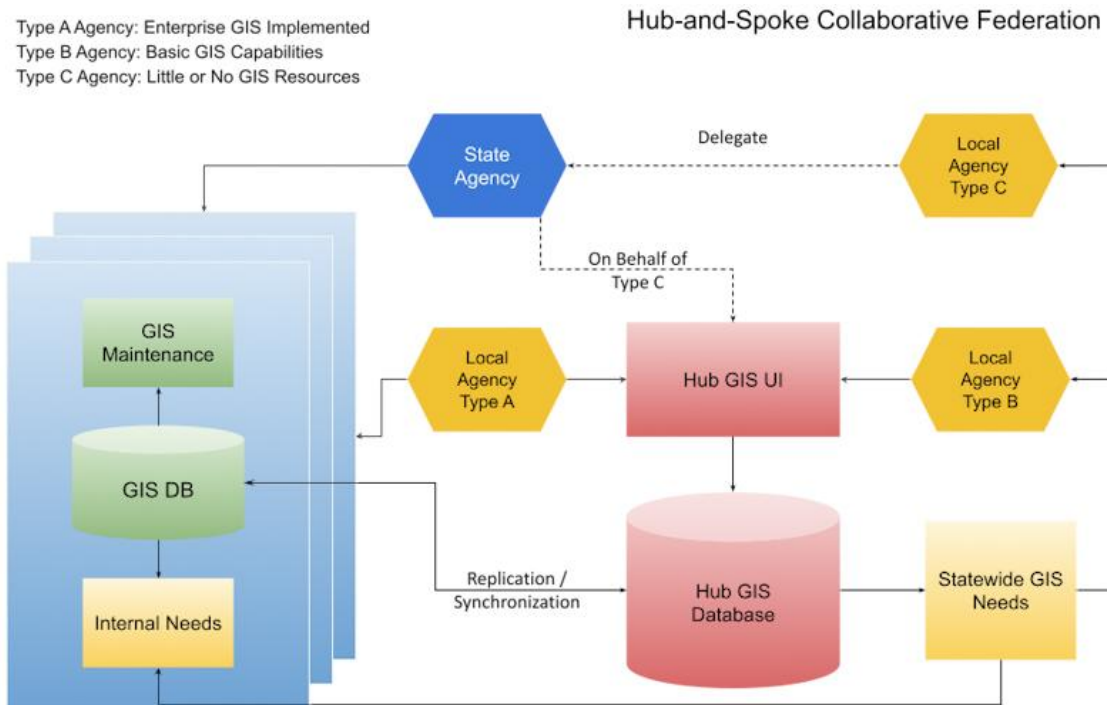 Hub-and-Spoke Collaborative Federation
Type A Agency: Enterprise GIS Implemented
Type B Agency: Basic GIS Capabilities
Type C Agency: Little or No GIS Resources
State
Agency
Delegate
Local
Agency
Type C
On Behalf of
Type C
GIS
Maintenance
Local
Agency
Type A
Hub GIS UI
Local
Agency
Type B
GIS DB
Replication /
Synchronization
Hub GIS
Database
Statewide GIS
Needs
Internal Needs